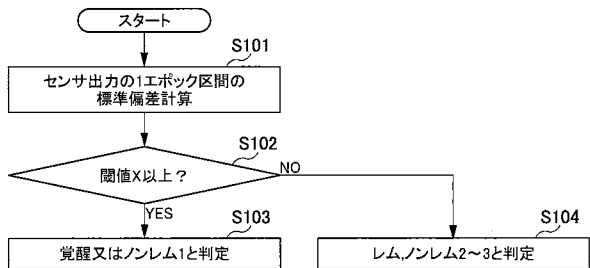 スタート
S101
センサ出力の1エポック区間の
標準偏差計算
S102
閾値X以上？
NO
YES
S103
覚醒又はノンレム1と判定
S104
レム,ノンレム2〜3と判定